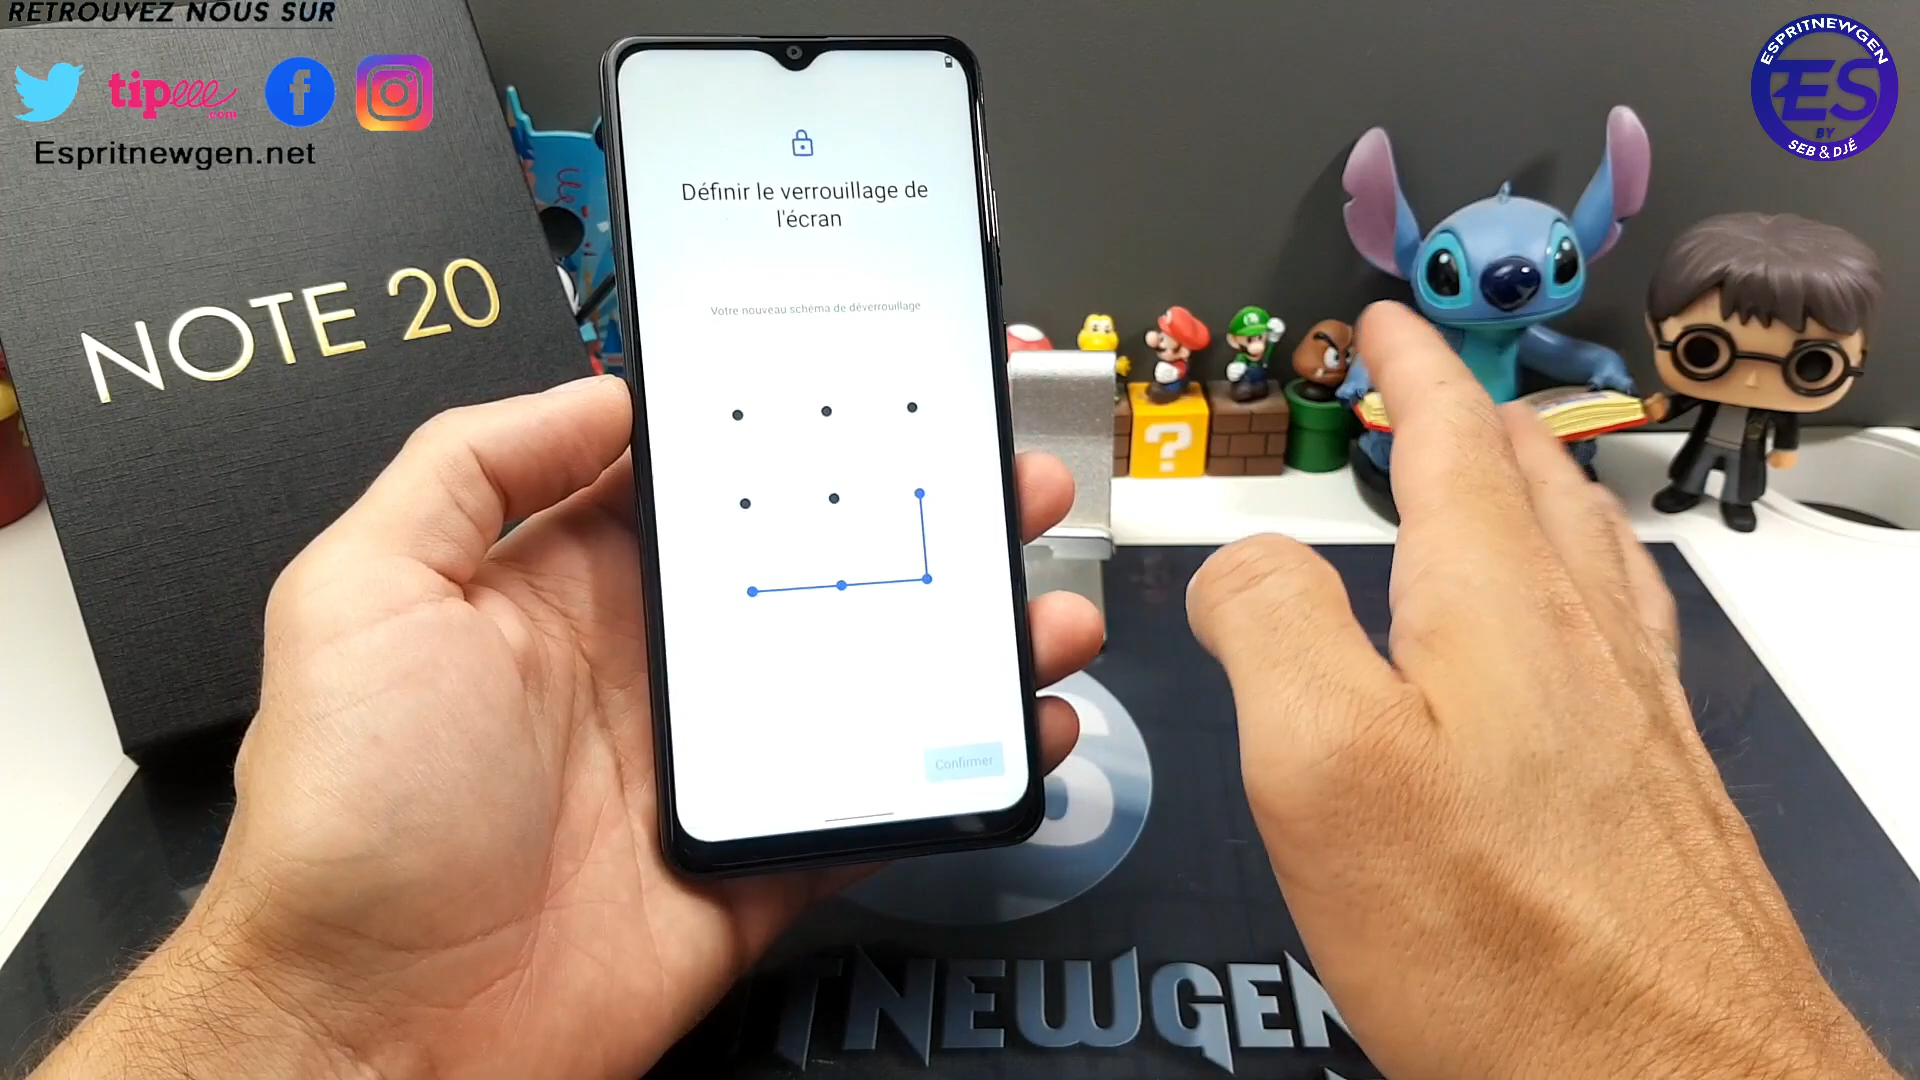 RETROUVEZ NOUS SUR
tipeee
.com
Espritnewgen.net
NOTE 20
Définir le verrouillage de
l'écran
Votre nouveau schéma de déverrouillage
Confirmer
?
ESPRITNEWGEN
ES
BY
SEB & DJÉ
TNEWGEN